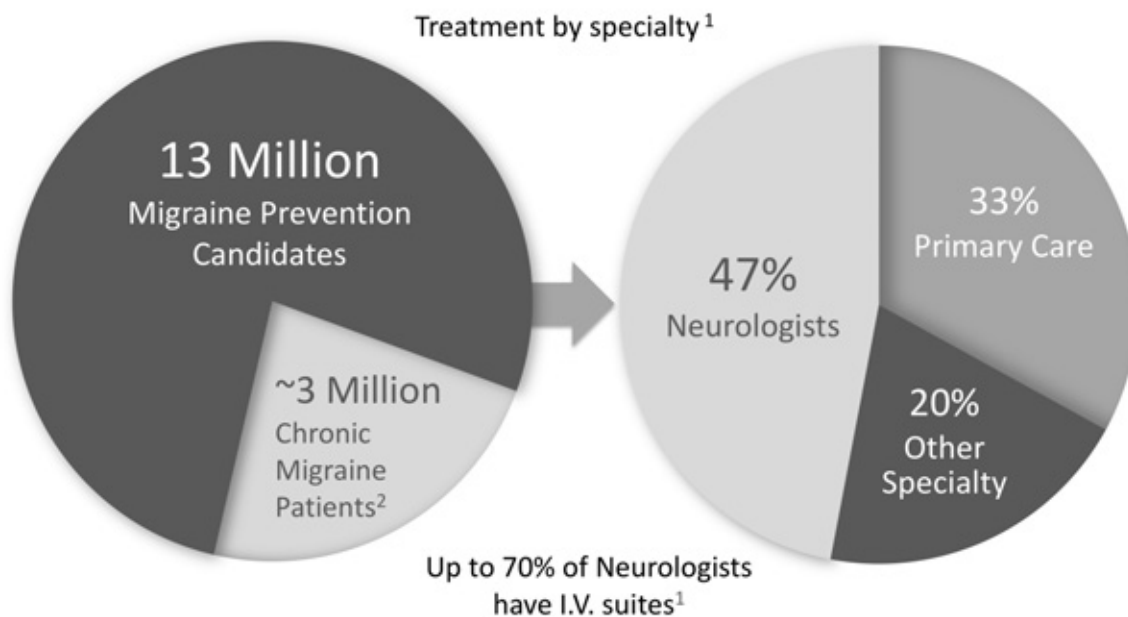 Treatment by specialty¹
13 Million
Migraine Prevention
Candidates
~3 Million
Chronic
Migraine
Patients²
47%
Neurologists
33%
Primary Care
20%
Other
Specialty
Up to 70% of Neurologists
have I.V. suites¹